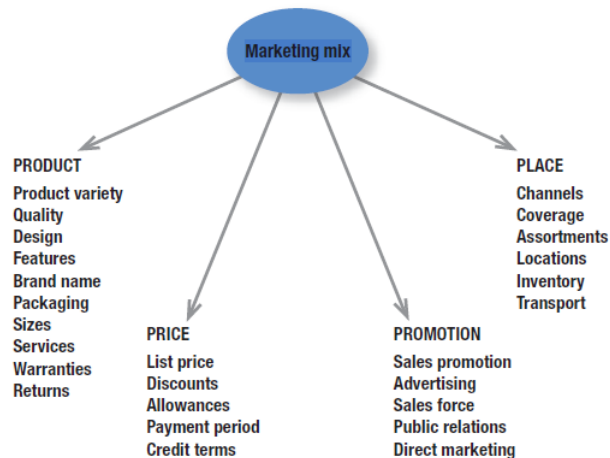 Marketing mix
PRODUCT
Product variety
Quality
Design
Features
Brand name
Packaging
Sizes
Services
Warranties
Returns
PRICE
List price
Discounts
Allowances
Payment period
Credit terms
PROMOTION
Sales promotion
Advertising
Sales force
Public relations
Direct marketing
PLACE
Channels
Coverage
Assortments
Locations
Inventory
Transport